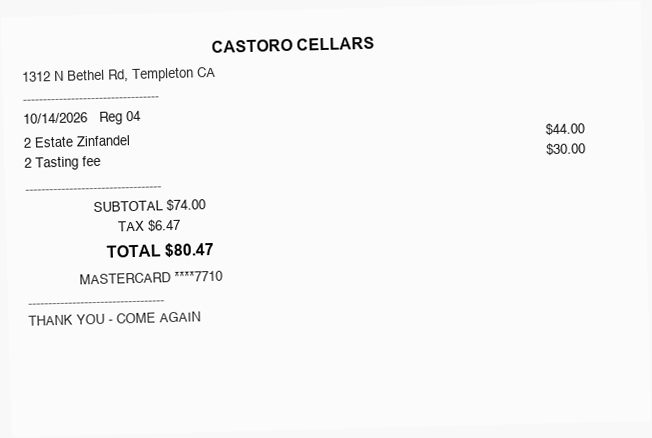 CASTORO CELLARS
1312 N Bethel Rd, Templeton CA
----------------------------------
10/14/2026 Reg 04
2 Estate Zinfandel $44.00
2 Tasting fee $30.00
----------------------------------
SUBTOTAL $74.00
TAX $6.47
TOTAL $80.47
MASTERCARD ****7710
----------------------------------
THANK YOU - COME AGAIN